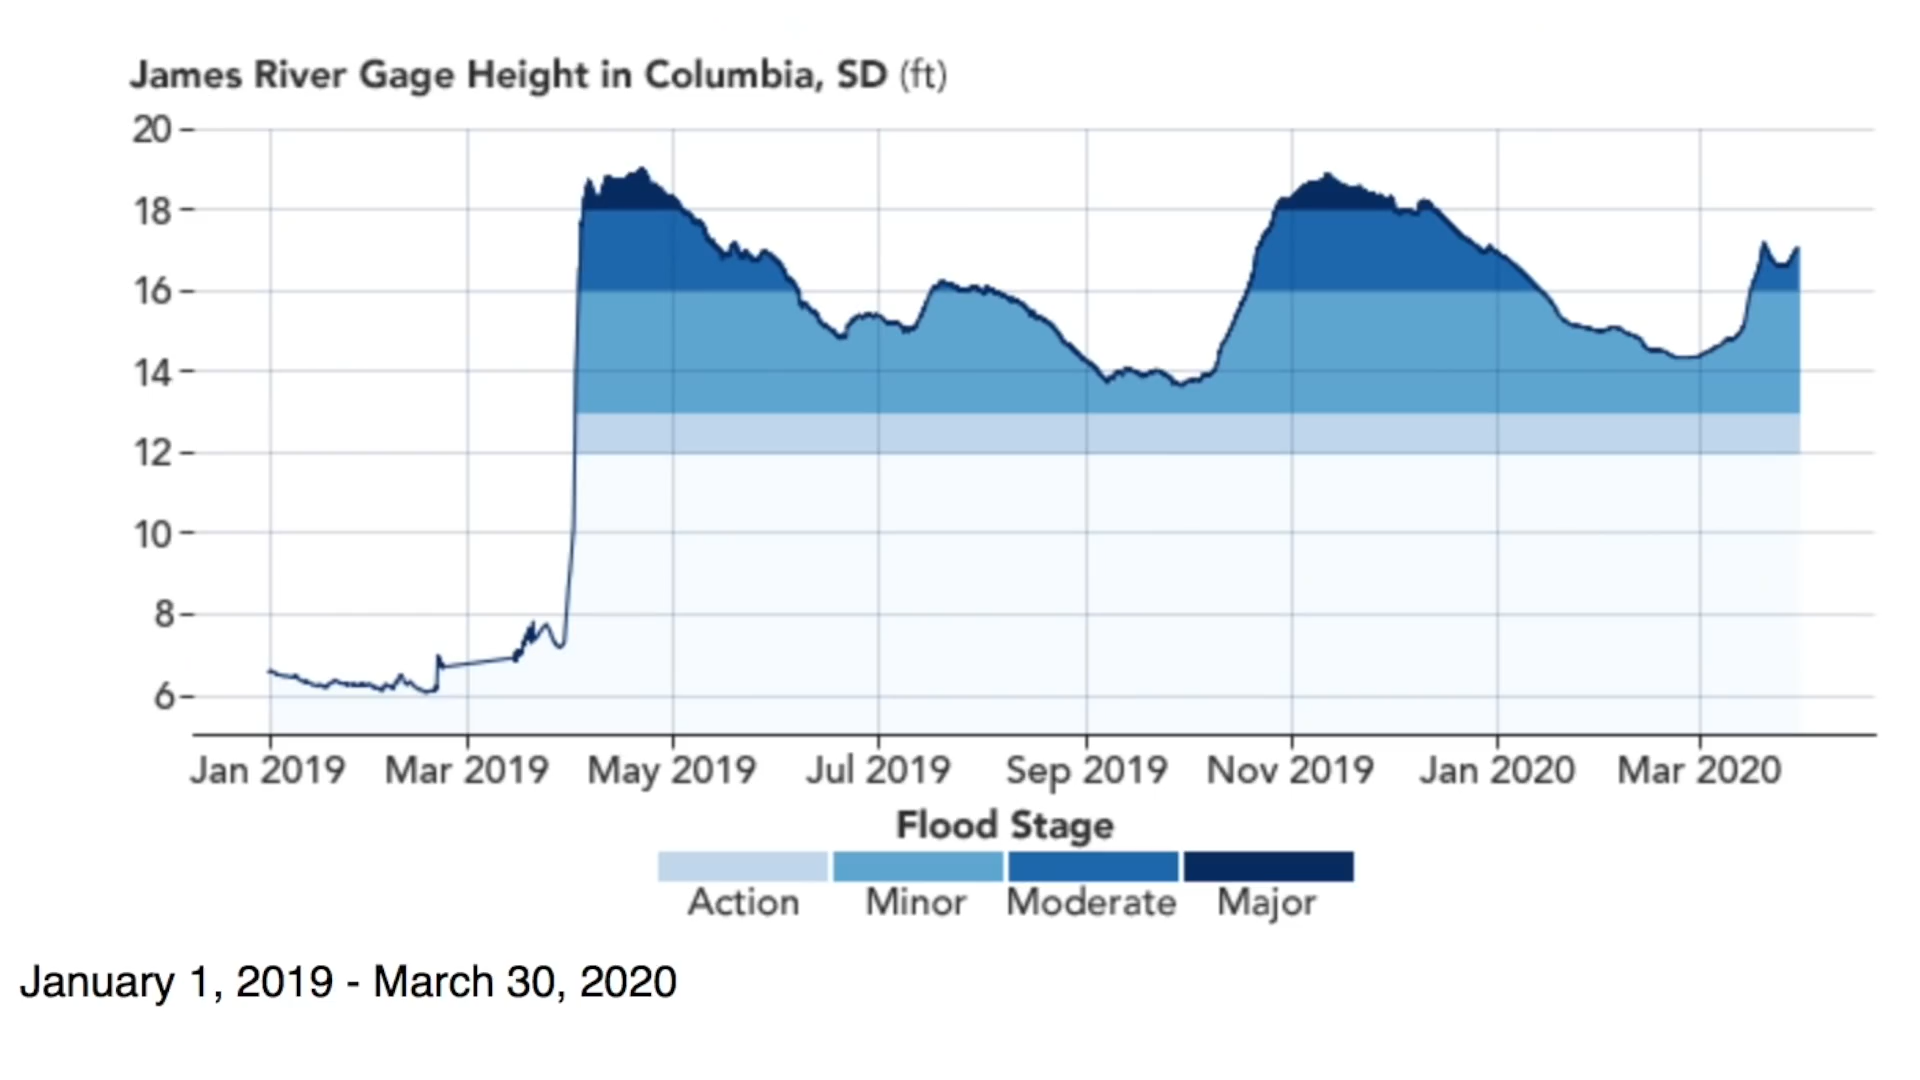 James River Gage Height in Columbia, SD (ft)
20
18
16
14
12
10
8
6
Jan 2019 Mar 2019 May 2019 Jul 2019 Sep 2019 Nov 2019 Jan 2020 Mar 2020
Flood Stage
Action Minor Moderate Major
January 1, 2019 - March 30, 2020